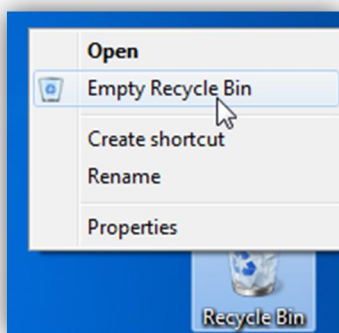 Open
Empty Recycle Bin
Create shortcut
Rename
Properties
Recycle Bin